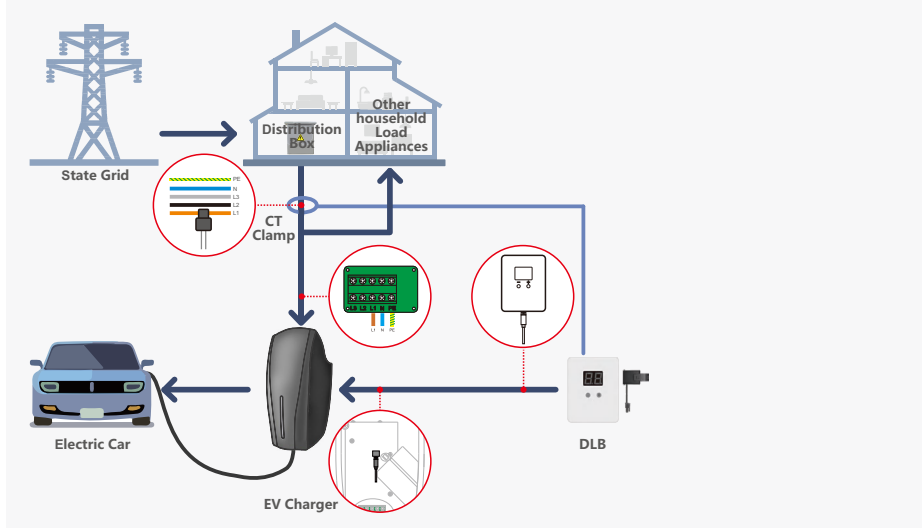 Other
household
Load
Appliances
Distribution
Box
State Grid
PE
N
L3
L2
L1
CT
Clamp
L3 L2 L1 N PE
L1 N PE
88
Electric Car
DLB
EV Charger